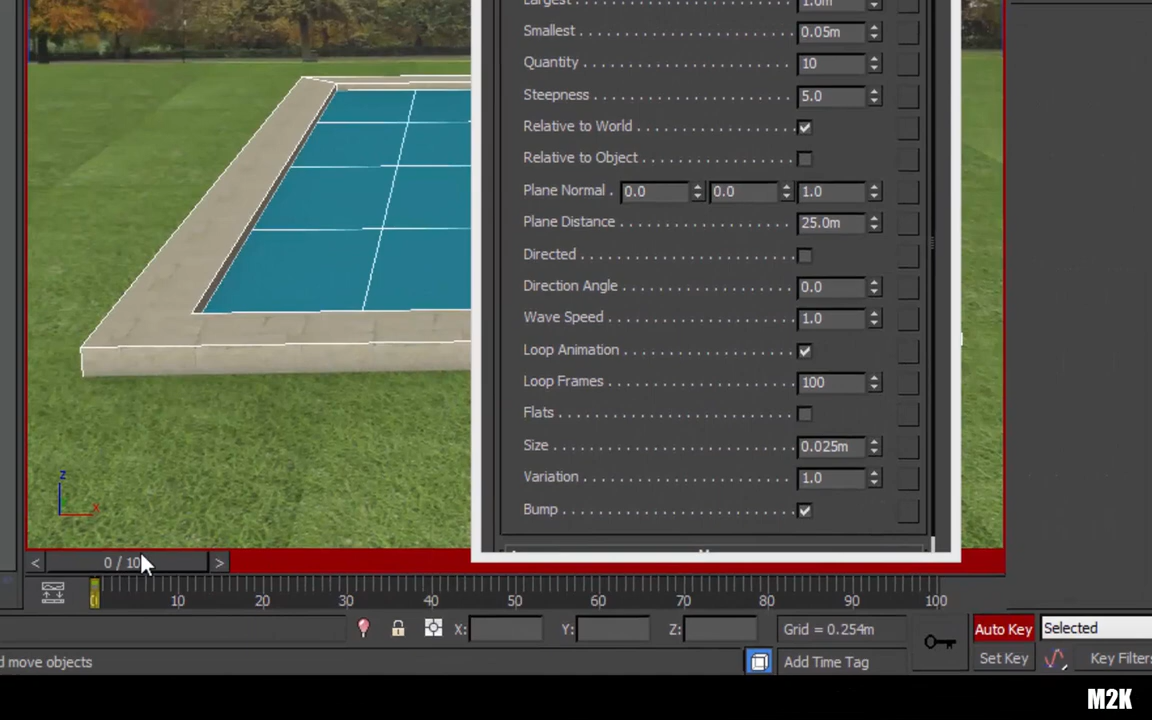 Largest 1.0m
Smallest 0.05m
Quantity 10
Steepness 5.0
Relative to World
Relative to Object
Plane Normal 0.0 0.0 1.0
Plane Distance 25.0m
Directed
Direction Angle 0.0
Wave Speed 1.0
Loop Animation
Loop Frames 100
Flats
Size 0.025m
Variation 1.0
Bump
z
x
< 0 / 10 >
0 10 20 30 40 50 60 70 80 90 100
X: Y: Z: Grid = 0.254m Auto Key Selected
d move objects Add Time Tag Set Key Key Filter
M2K